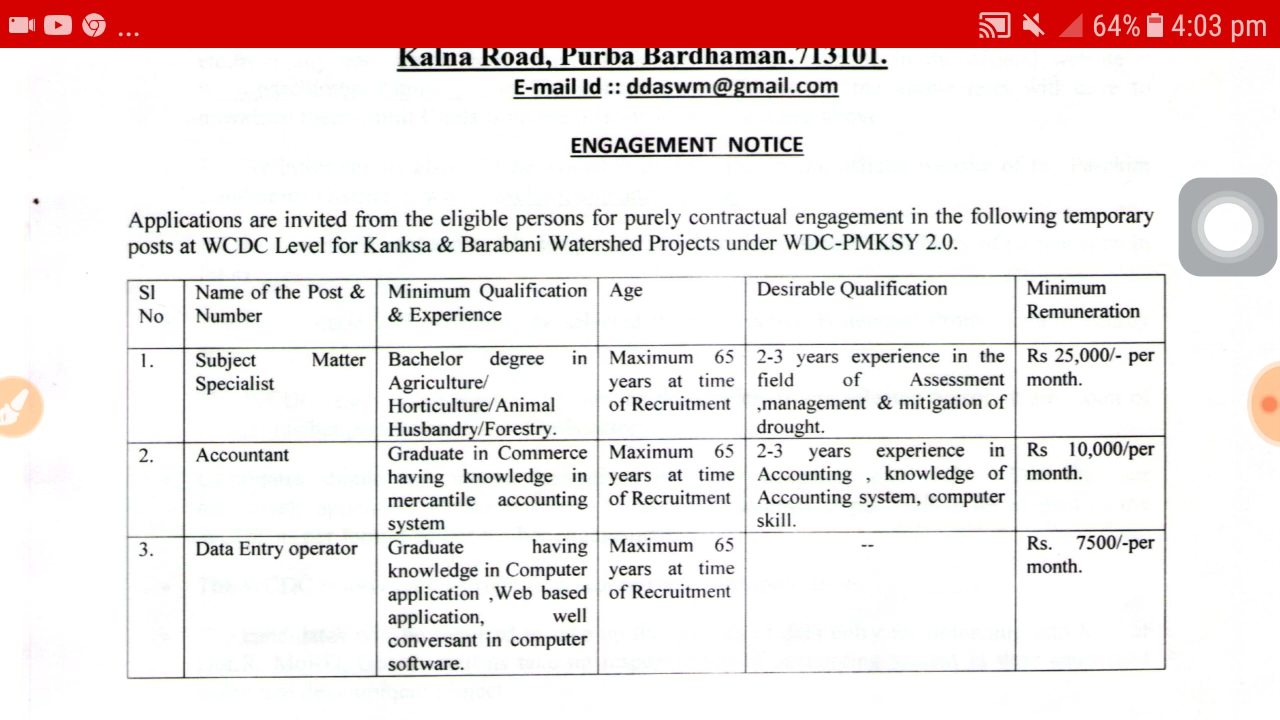 ... 64% 4:03 pm
Kalna Road, Purba Bardhaman.713101.
E-mail Id :: ddaswm@gmail.com
ENGAGEMENT NOTICE
Applications are invited from the eligible persons for purely contractual engagement in the following temporary
posts at WCDC Level for Kanksa & Barabani Watershed Projects under WDC-PMKSY 2.0.
Sl
No
Name of the Post &
Number
Minimum Qualification
& Experience
Age
Desirable Qualification
Minimum
Remuneration
1.
Subject Matter
Specialist
Bachelor degree in
Agriculture/
Horticulture/Animal
Husbandry/Forestry.
Maximum 65
years at time
of Recruitment
2-3 years experience in the
field of Assessment
,management & mitigation of
drought.
Rs 25,000/- per
month.
2.
Accountant
Graduate in Commerce
having knowledge in
mercantile accounting
system
Maximum 65
years at time
of Recruitment
2-3 years experience in
Accounting , knowledge of
Accounting system, computer
skill.
Rs 10,000/per
month.
3.
Data Entry operator
Graduate having
knowledge in Computer
application ,Web based
application, well
conversant in computer
software.
Maximum 65
years at time
of Recruitment
--
Rs. 7500/-per
month.